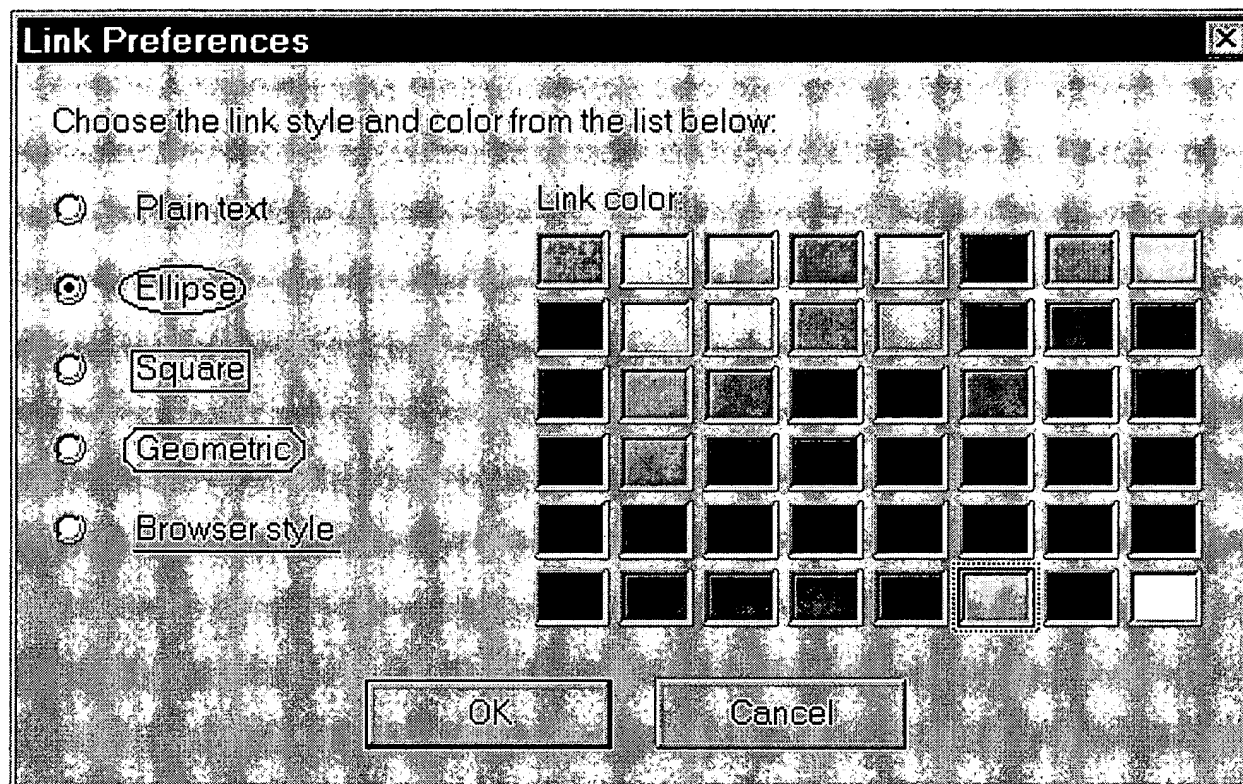 Link Preferences
Choose the link style and color from the list below:
Plain text
Link color:
Ellipse
Square
Geometric
Browser style
OK
Cancel